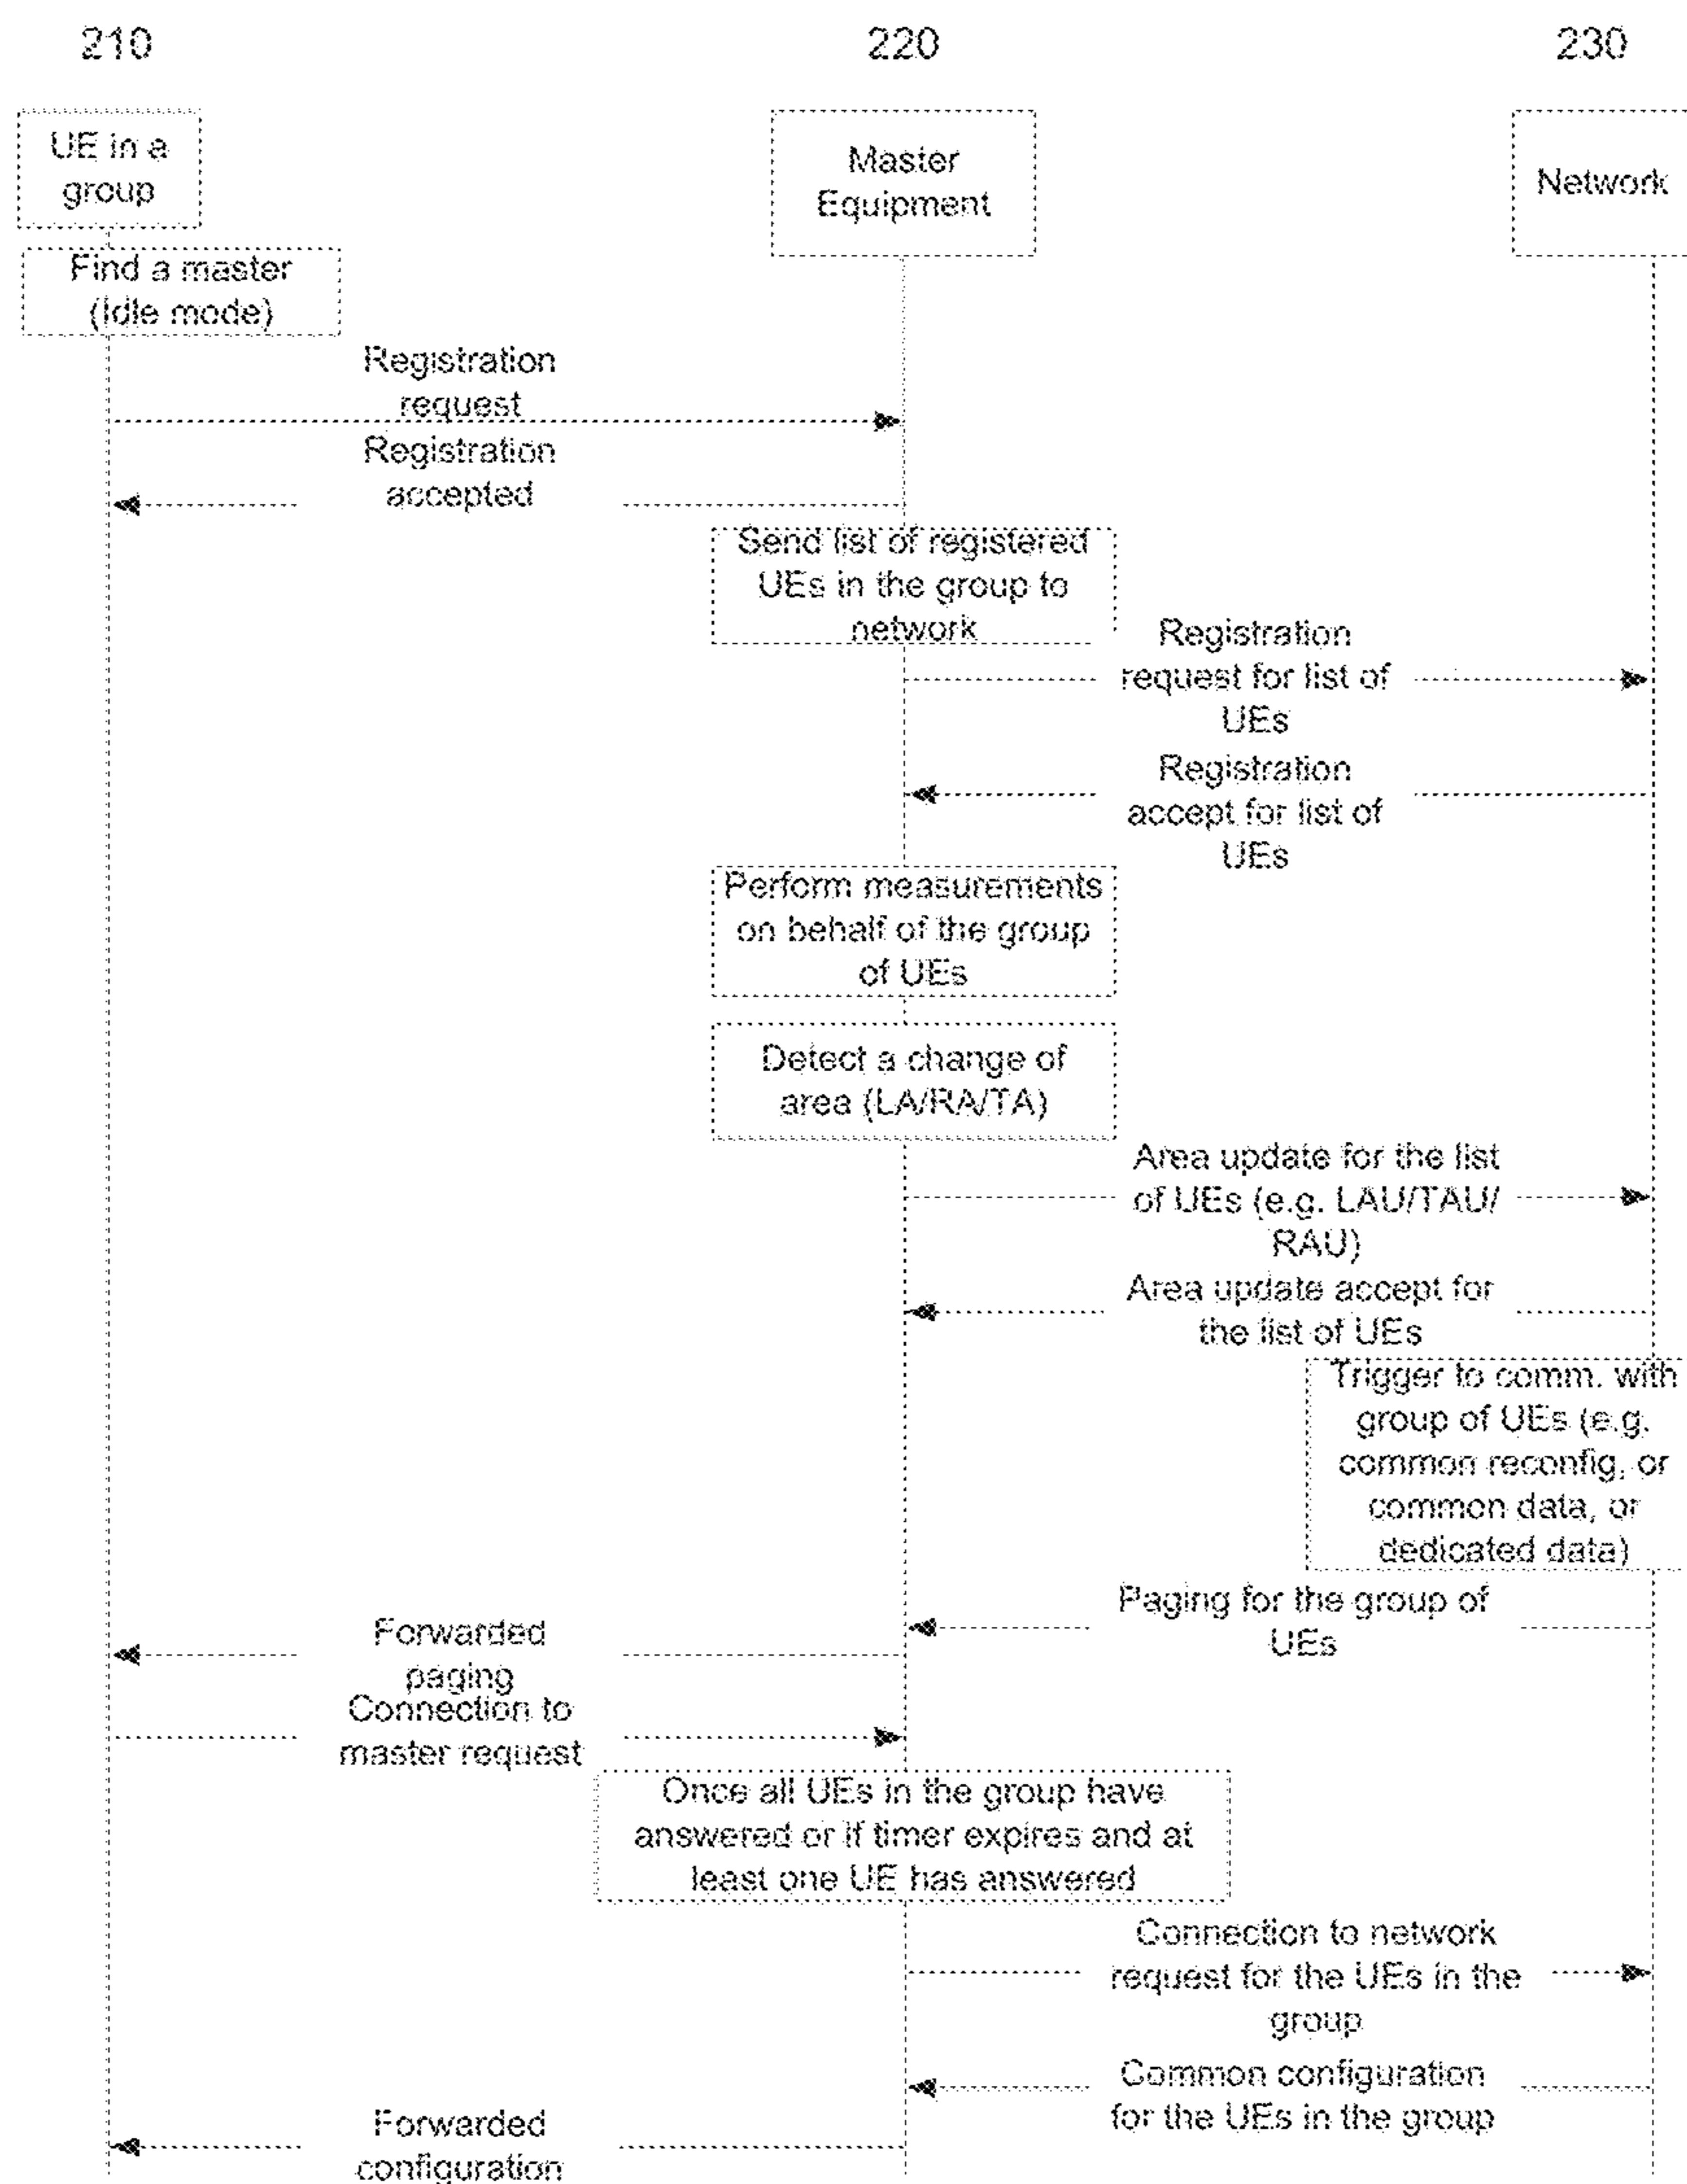 210
220
230
UE in a
group
Master
Equipment
Network
Find a master
(Idle mode)
Registration
request
Registration
accepted
Send list of registered
UEs in the group to
network
Registration
request for list of
UEs
Registration
accept for list of
UEs
Perform measurements
on behalf of the group
of UEs
Detect a change of
area (LA/RA/TA)
Area update for the list
of UEs (e.g. LAU/TAU/
RAU)
Area update accept for
the list of UEs
Trigger to comm. with
group of UEs (e.g.
common reconfig, or
common data, or
dedicated data)
Paging for the group of
UEs
Forwarded
paging
Connection to
master request
Once all UEs in the group have
answered or if timer expires and at
least one UE has answered
Connection to network
request for the UEs in the
group
Common configuration
for the UEs in the group
Forwarded
configuration